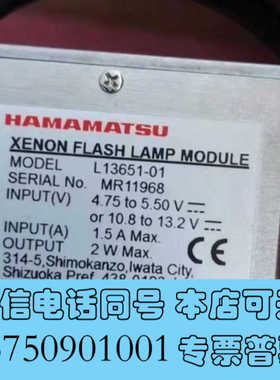 HAMAMATSU
XENON FLASH LAMP MODULE
MODEL L13651-01
SERIAL No. MR11968
INPUT(V) 4.75 to 5.50 V
or 10.8 to 13.2 V
INPUT(A) 1.5 A Max.
OUTPUT 2 W Max.
314-5, Shimokanzo, Iwata City,
Shizuoka Pref.
CE
信电话同号 本店可
3750901001 专票普